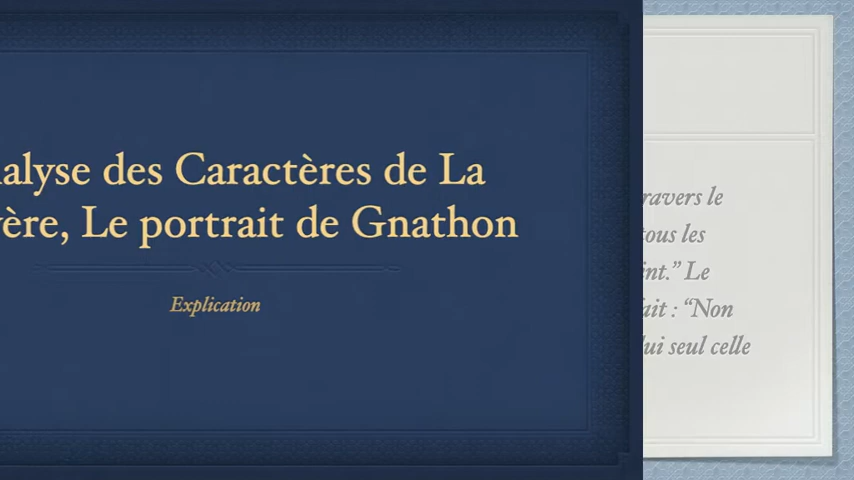 alyse des Caractères de La
ère, Le portrait de Gnathon
Explication
ravers le
tous les
int.” Le
ait : “Non
lui seul celle